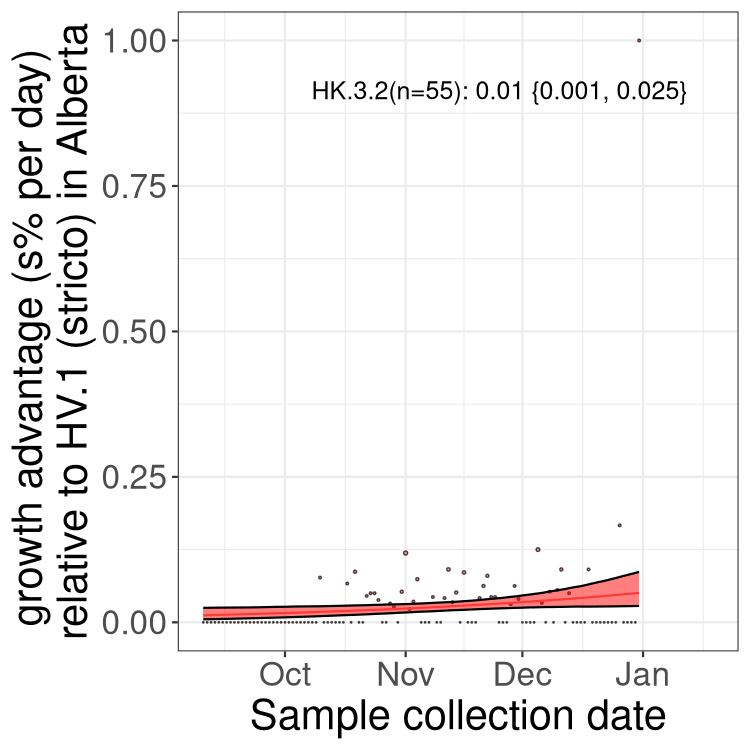 growth advantage (s% per day)
relative to HV.1 (stricto) in Alberta
1.00
HK.3.2(n=55): 0.01 {0.001, 0.025}
0.75
0.50
0.25
0.00
Oct Nov Dec Jan
Sample collection date